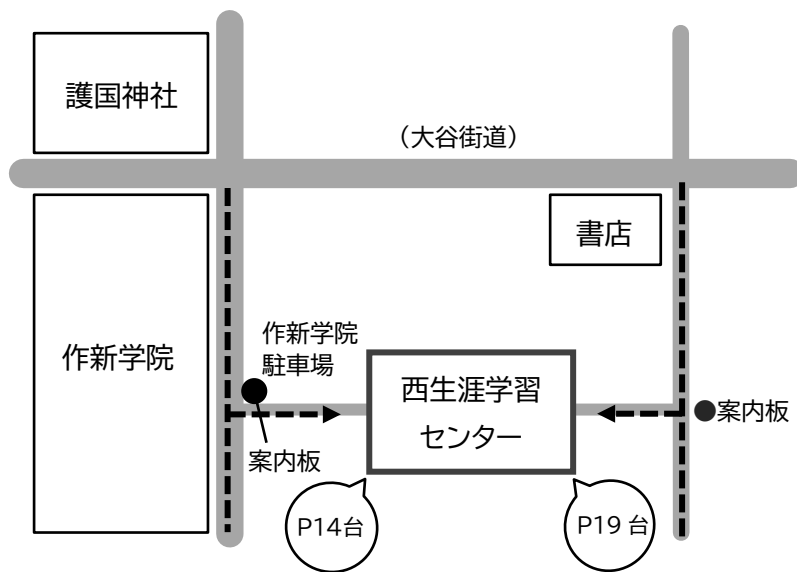 護国神社
（大谷街道）
書店
作新学院
作新学院
駐車場
西生涯学習
センター
案内板
案内板
P14台
P19 台